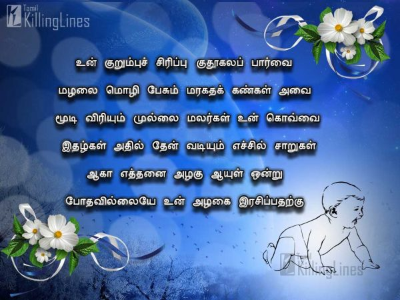 Tamil
KillingLines
உன் குறும்புச் சிரிப்பு குதூகலப் பார்வை
மழலை மொழி பேசும் மரகதக் கண்கள் அவை
மூடி விரியும் முல்லை மலர்கள் உன் கொவ்வை
இதழ்கள் அதில் தேன் வடியும் எச்சில் சாறுகள்
ஆகா எத்தனை அழகு ஆயுள் ஒன்று
போதவில்லையே உன் அழகை இரசிப்பதற்கு
KillingLines